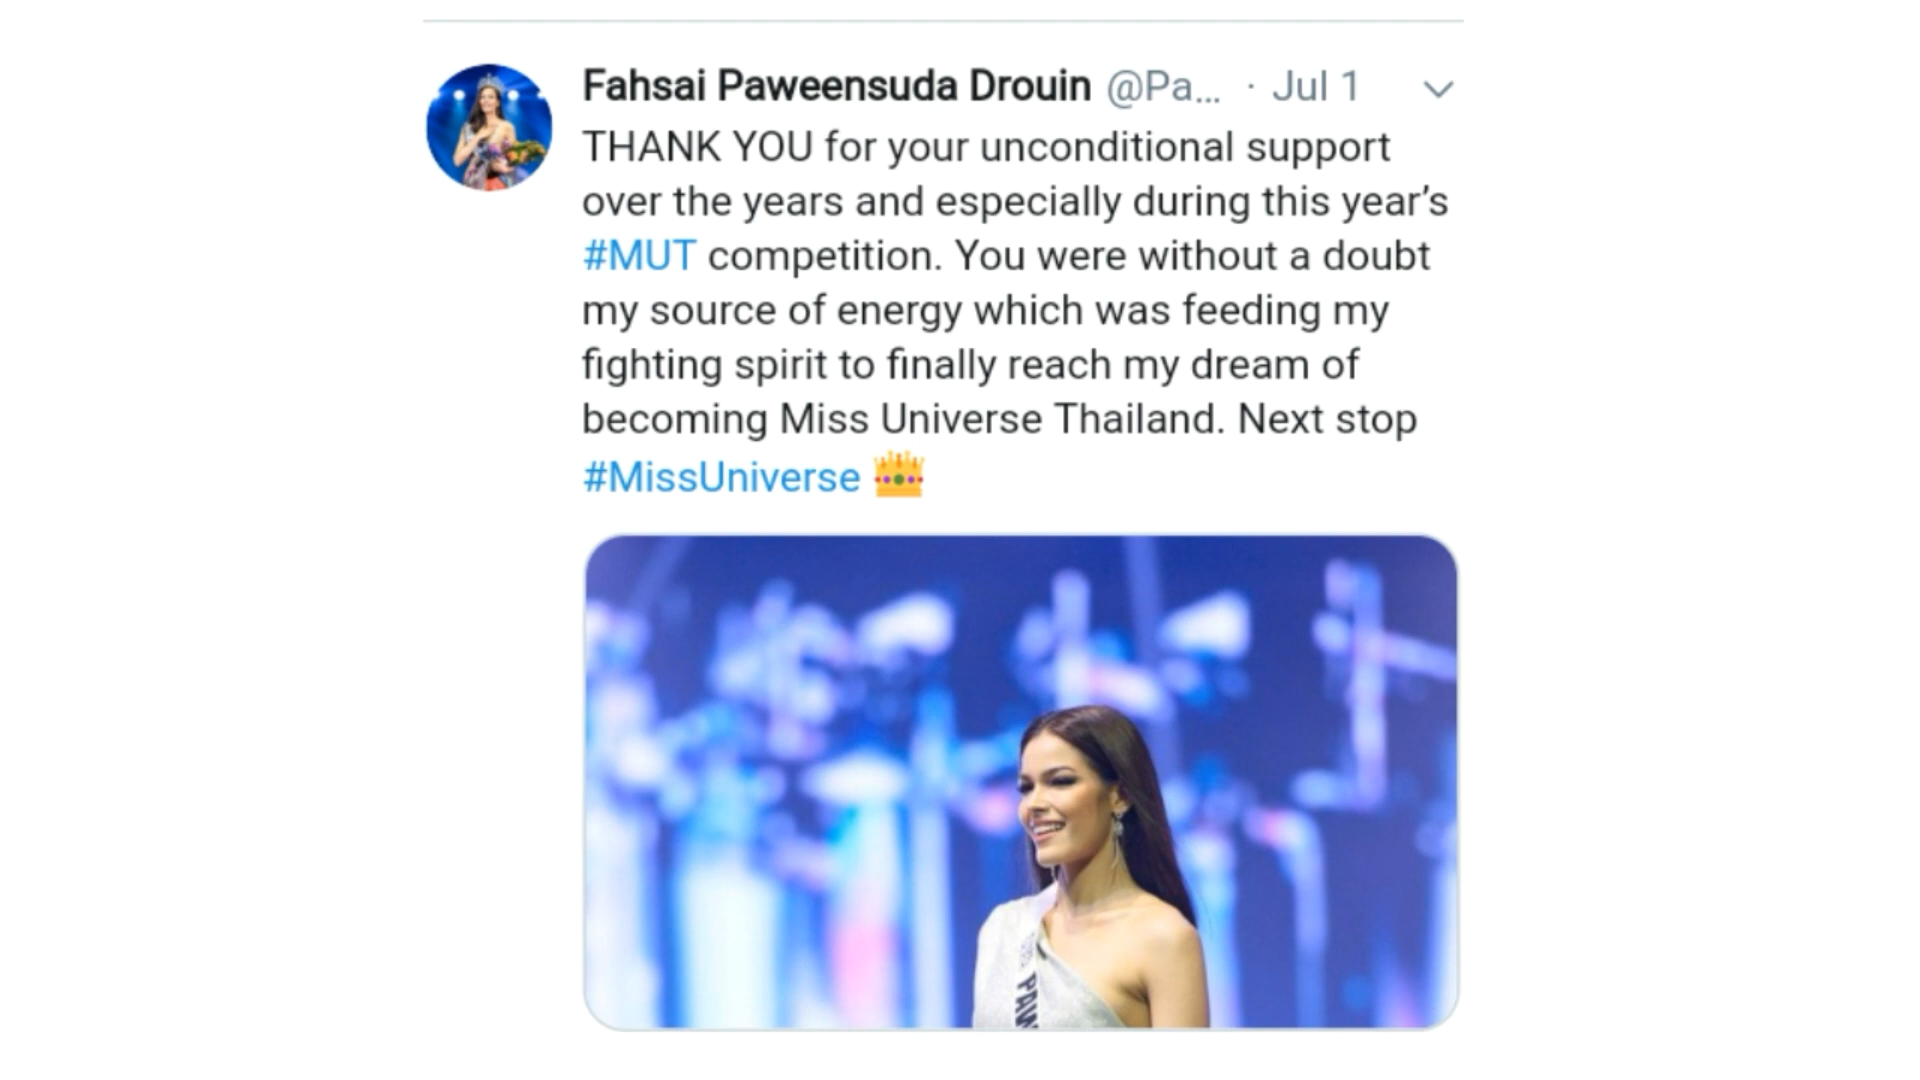 Fahsai Paweensuda Drouin @Pa... · Jul 1
THANK YOU for your unconditional support
over the years and especially during this year’s
#MUT competition. You were without a doubt
my source of energy which was feeding my
fighting spirit to finally reach my dream of
becoming Miss Universe Thailand. Next stop
#MissUniverse 👑
PAW